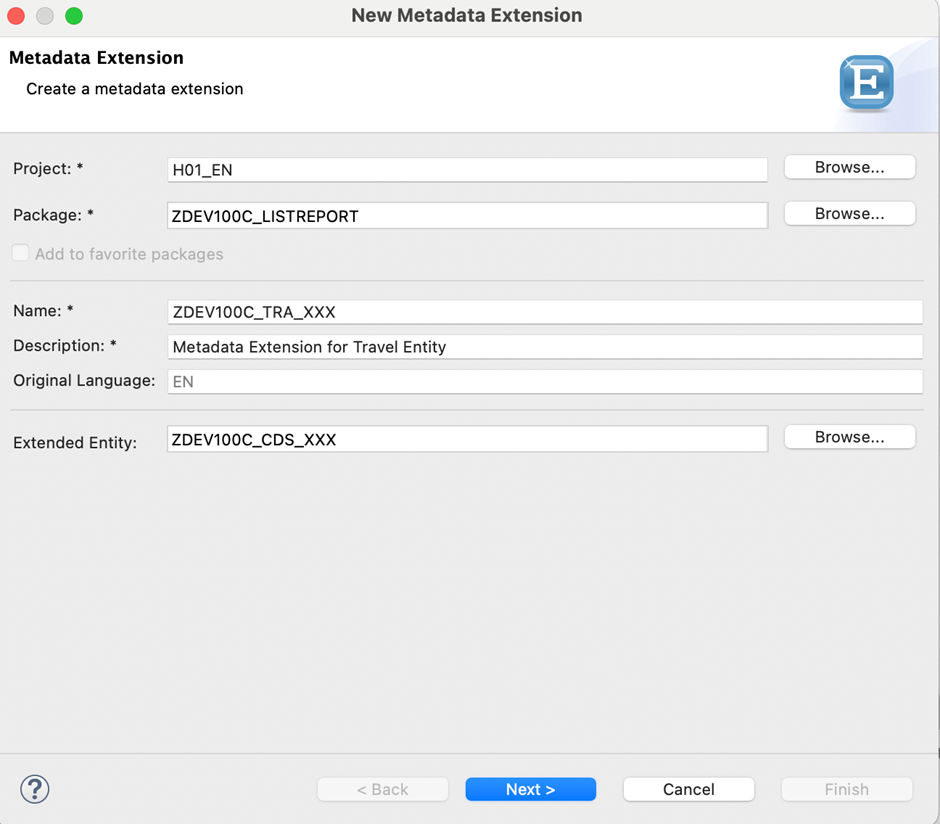 New Metadata Extension
Metadata Extension
Create a metadata extension
E
Project: * H01_EN Browse...
Package: * ZDEV100C_LISTREPORT Browse...
Add to favorite packages
Name: * ZDEV100C_TRA_XXX
Description: * Metadata Extension for Travel Entity
Original Language: EN
Extended Entity: ZDEV100C_CDS_XXX Browse...
? < Back Next > Cancel Finish